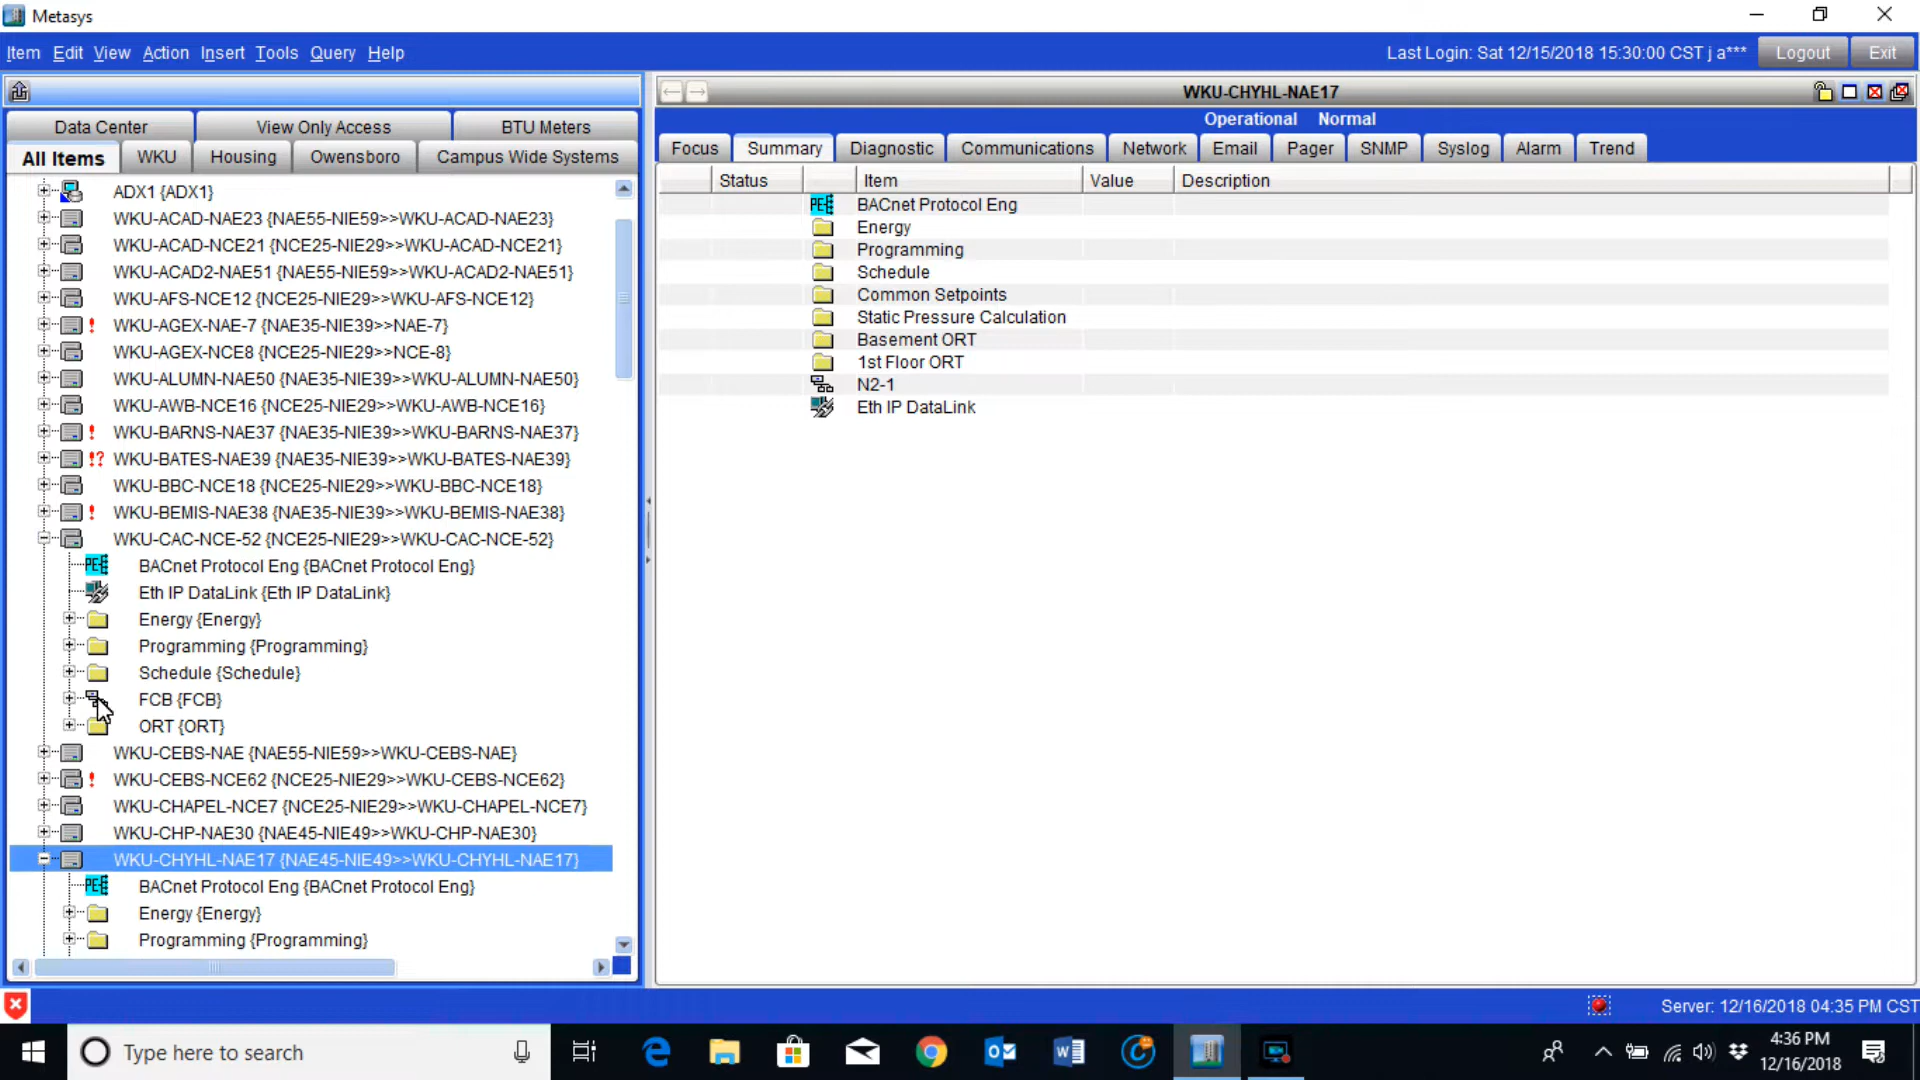 Metasys
Item Edit View Action Insert Tools Query Help
Last Login: Sat 12/15/2018 15:30:00 CST j a*** Logout Exit
WKU-CHYHL-NAE17
Operational Normal
Data Center View Only Access BTU Meters
All Items WKU Housing Owensboro Campus Wide Systems
Focus Summary Diagnostic Communications Network Email Pager SNMP Syslog Alarm Trend
ADX1 {ADX1}
WKU-ACAD-NAE23 {NAE55-NIE59>>WKU-ACAD-NAE23}
WKU-ACAD-NCE21 {NCE25-NIE29>>WKU-ACAD-NCE21}
WKU-ACAD2-NAE51 {NAE55-NIE59>>WKU-ACAD2-NAE51}
WKU-AFS-NCE12 {NCE25-NIE29>>WKU-AFS-NCE12}
! WKU-AGEX-NAE-7 {NAE35-NIE39>>NAE-7}
WKU-AGEX-NCE8 {NCE25-NIE29>>NCE-8}
WKU-ALUMN-NAE50 {NAE35-NIE39>>WKU-ALUMN-NAE50}
WKU-AWB-NCE16 {NCE25-NIE29>>WKU-AWB-NCE16}
! WKU-BARNS-NAE37 {NAE35-NIE39>>WKU-BARNS-NAE37}
!? WKU-BATES-NAE39 {NAE35-NIE39>>WKU-BATES-NAE39}
WKU-BBC-NCE18 {NCE25-NIE29>>WKU-BBC-NCE18}
! WKU-BEMIS-NAE38 {NAE35-NIE39>>WKU-BEMIS-NAE38}
WKU-CAC-NCE-52 {NCE25-NIE29>>WKU-CAC-NCE-52}
PE BACnet Protocol Eng {BACnet Protocol Eng}
Eth IP DataLink {Eth IP DataLink}
Energy {Energy}
Programming {Programming}
Schedule {Schedule}
FCB {FCB}
ORT {ORT}
WKU-CEBS-NAE {NAE55-NIE59>>WKU-CEBS-NAE}
! WKU-CEBS-NCE62 {NCE25-NIE29>>WKU-CEBS-NCE62}
WKU-CHAPEL-NCE7 {NCE25-NIE29>>WKU-CHAPEL-NCE7}
WKU-CHP-NAE30 {NAE45-NIE49>>WKU-CHP-NAE30}
WKU-CHYHL-NAE17 {NAE45-NIE49>>WKU-CHYHL-NAE17}
PE BACnet Protocol Eng {BACnet Protocol Eng}
Energy {Energy}
Programming {Programming}
Status Item Value Description
PE BACnet Protocol Eng
Energy
Programming
Schedule
Common Setpoints
Static Pressure Calculation
Basement ORT
1st Floor ORT
N2-1
Eth IP DataLink
Server: 12/16/2018 04:35 PM CST
Type here to search
4:36 PM
12/16/2018